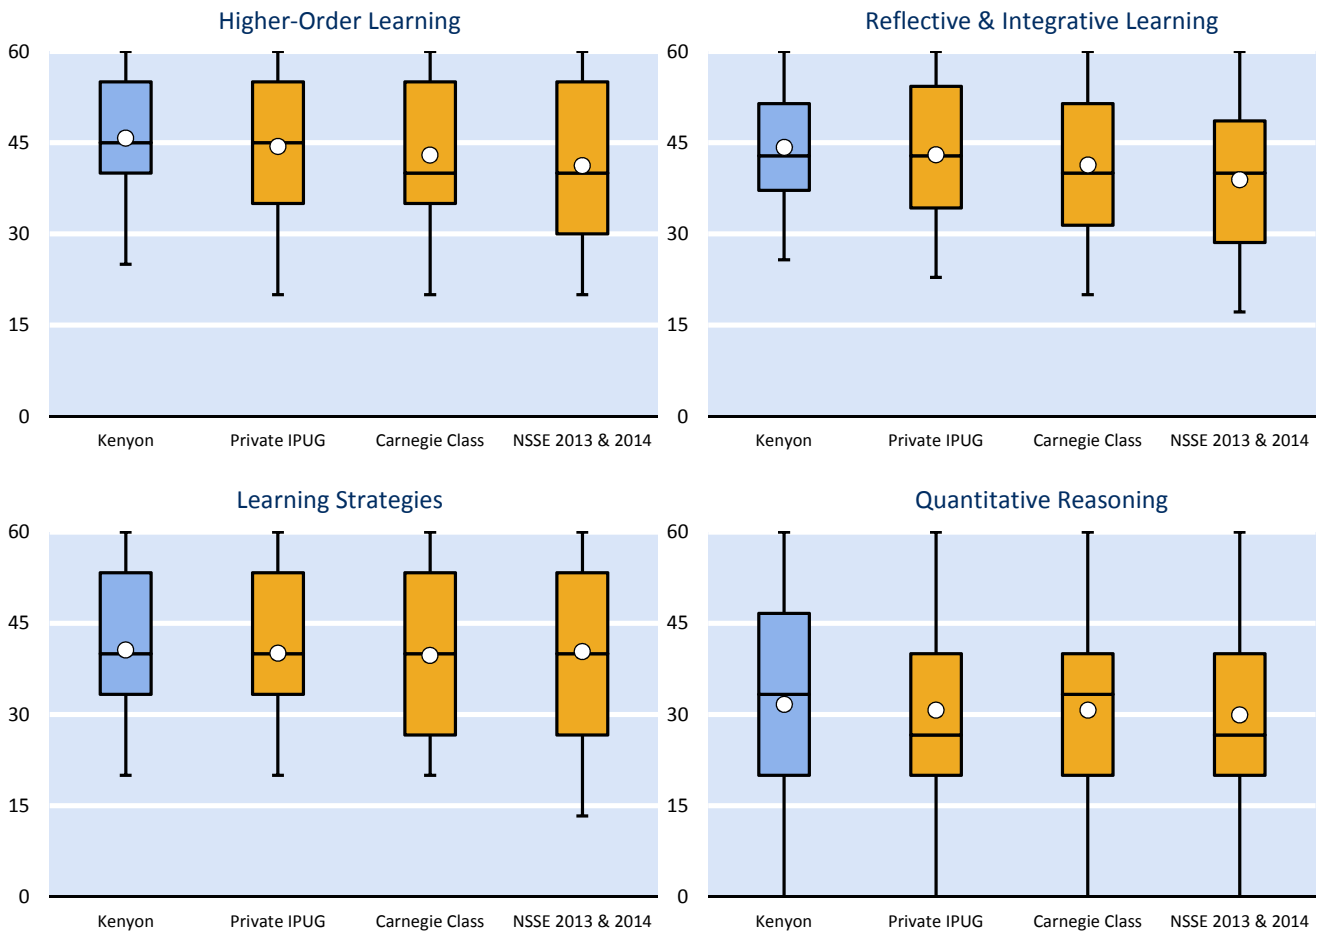 Higher-Order Learning
60
45
30
15
0
Kenyon Private IPUG Carnegie Class NSSE 2013 & 2014
Reflective & Integrative Learning
60
45
30
15
0
Kenyon Private IPUG Carnegie Class NSSE 2013 & 2014
Learning Strategies
60
45
30
15
0
Kenyon Private IPUG Carnegie Class NSSE 2013 & 2014
Quantitative Reasoning
60
45
30
15
0
Kenyon Private IPUG Carnegie Class NSSE 2013 & 2014